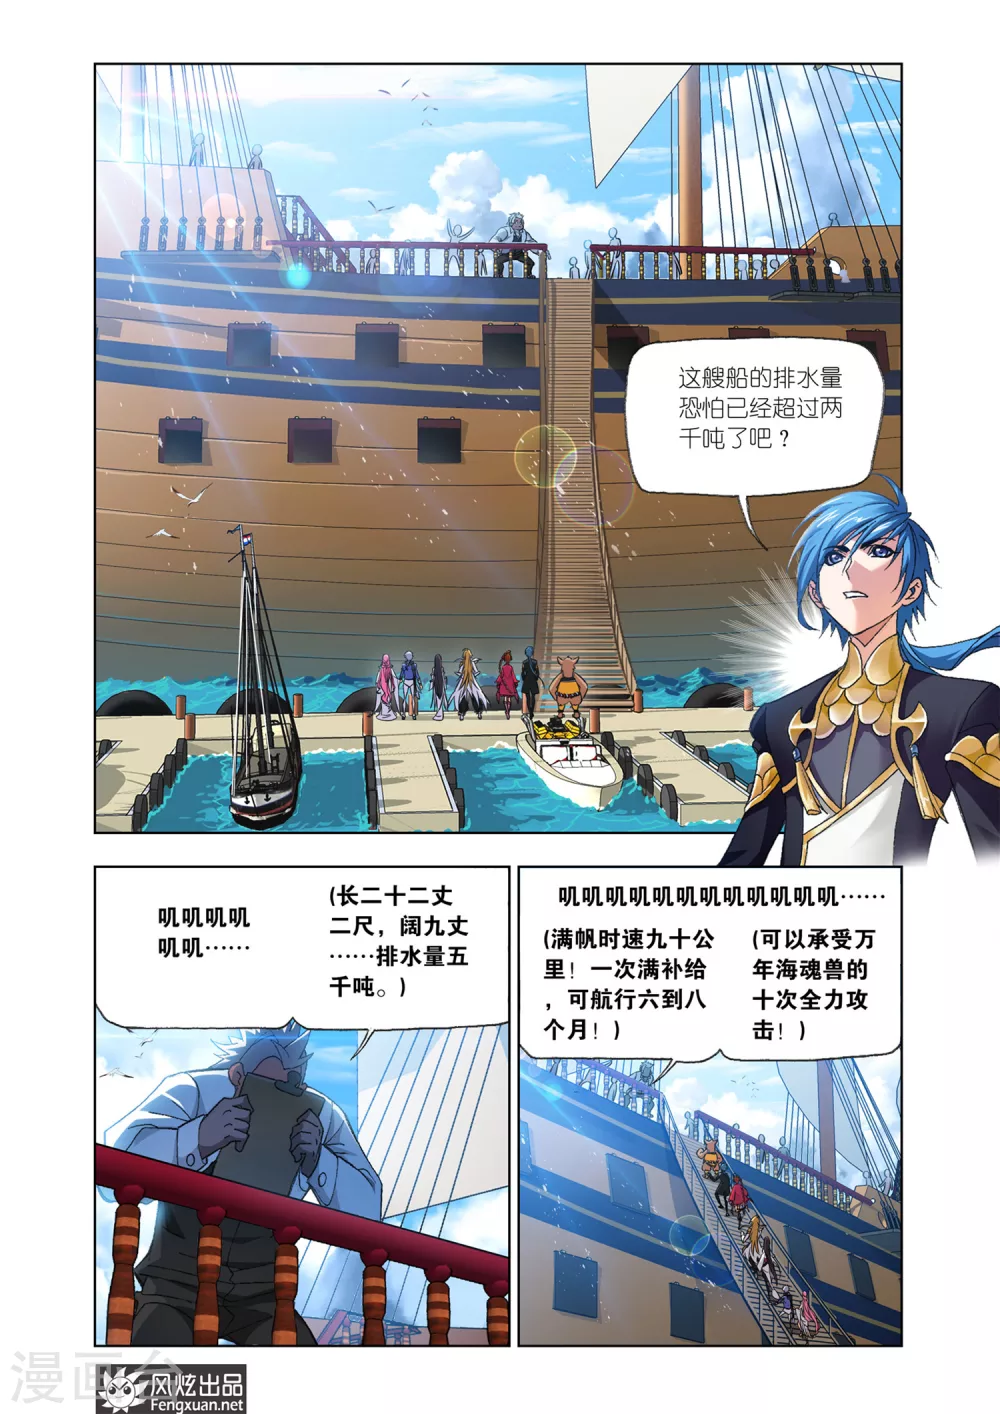 这艘船的排水量
恐怕已经超过两
千吨了吧？
叽叽叽叽
叽叽……
(长二十二丈
二尺，阔九丈
……排水量五
千吨。)
叽叽叽叽叽叽叽叽叽叽叽叽……
(满帆时速九十公
里！一次满补给
，可航行六到八
个月！)
(可以承受万
年海魂兽的
十次全力攻
击！)
漫画台
风炫出品
Fengxuan.net